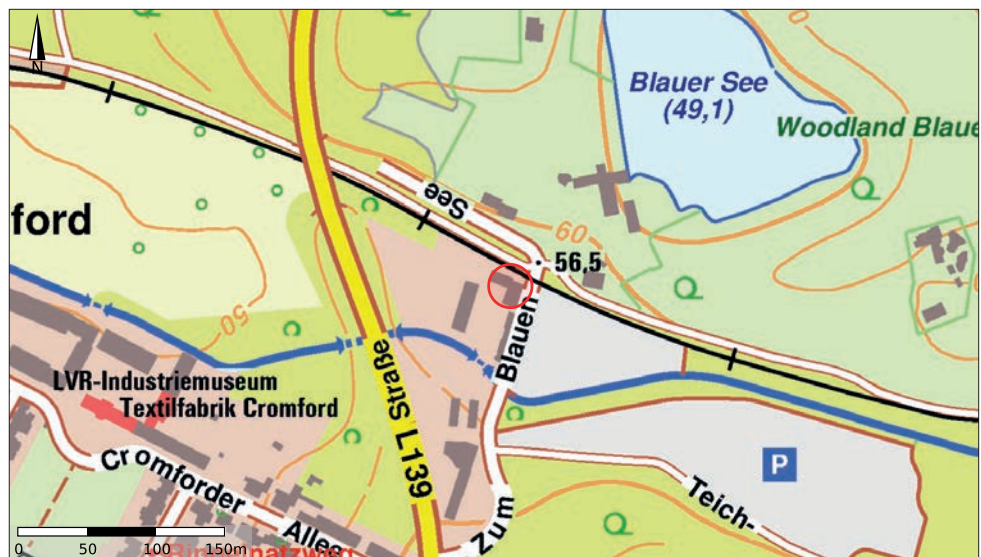 N
0
Blauer See
(49,1)
Woodland Blaue
ford
See
60
56,5
50
Blauen
LVR-Industriemuseum
Textilfabrik Cromford
Straße L139
P
Cromforder
Allee
Zum
Teich-
0 50 100 150m